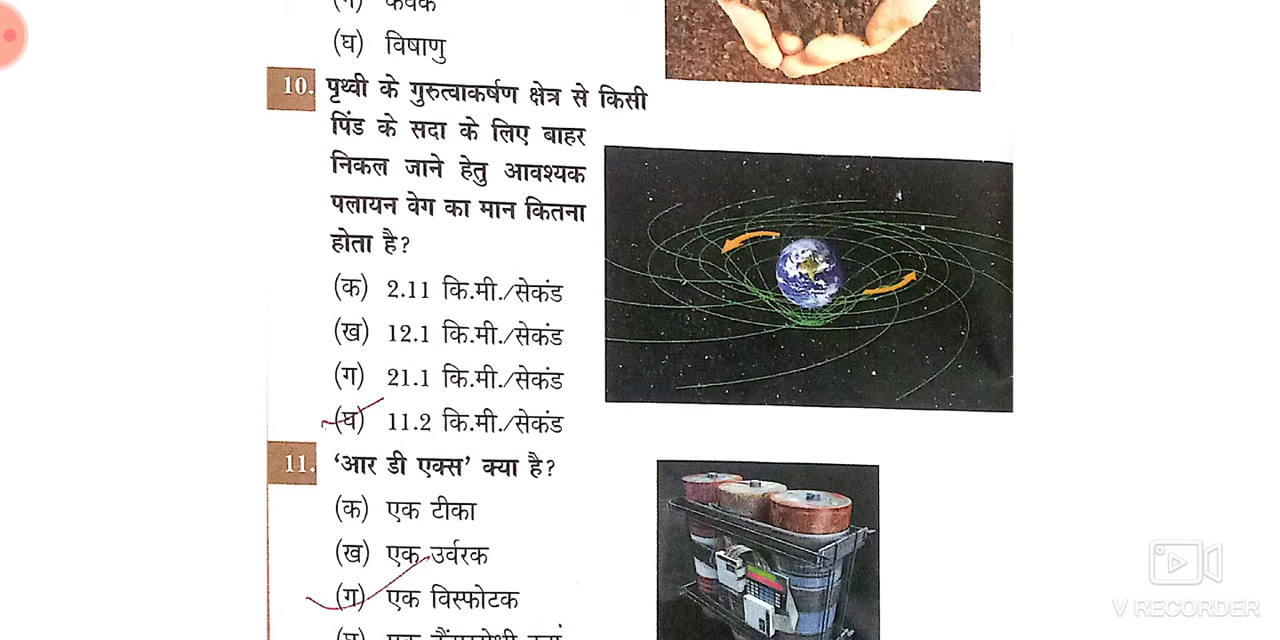 (घ) विषाणु
10. पृथ्वी के गुरुत्वाकर्षण क्षेत्र से किसी
पिंड के सदा के लिए बाहर
निकल जाने हेतु आवश्यक
पलायन वेग का मान कितना
होता है?
(क) 2.11 कि.मी./सेकंड
(ख) 12.1 कि.मी./सेकंड
(ग) 21.1 कि.मी./सेकंड
(घ) 11.2 कि.मी./सेकंड
11. 'आर डी एक्स' क्या है?
(क) एक टीका
(ख) एक उर्वरक
(ग) एक विस्फोटक
V RECORDER